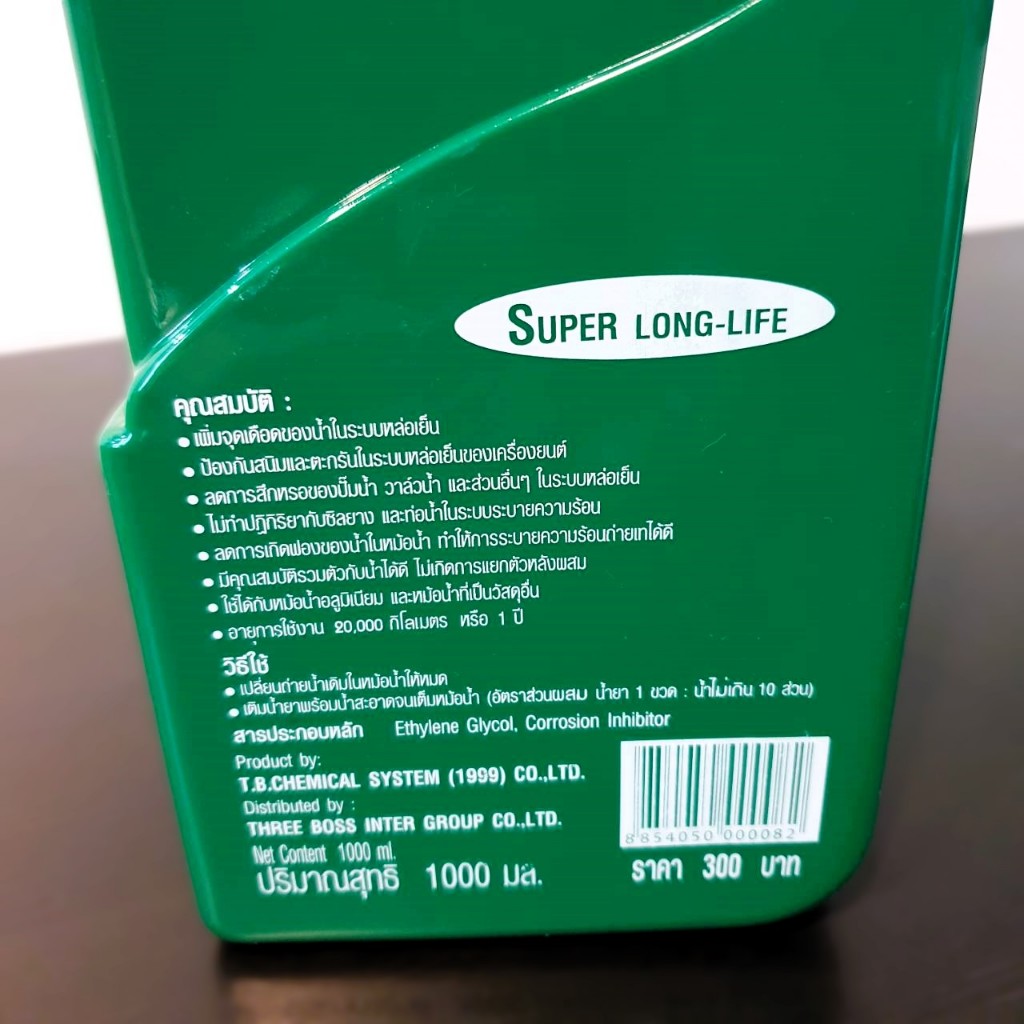 SUPER LONG-LIFE
คุณสมบัติ :
• เพิ่มจุดเดือดของน้ำในระบบหล่อเย็น
• ป้องกันสนิมและตะกรันในระบบหล่อเย็นของเครื่องยนต์
• ลดการสึกหรอของปั๊มน้ำ วาล์วน้ำ และส่วนอื่นๆ ในระบบหล่อเย็น
• ไม่ทำปฏิกิริยากับซิลยาง และท่อน้ำในระบบระบายความร้อน
• ลดการเกิดฟองของน้ำในหม้อน้ำ ทำให้การระบายความร้อนถ่ายเทได้ดี
• มีคุณสมบัติรวมตัวกับน้ำได้ดี ไม่เกิดการแยกตัวหลังผสม
• ใช้ได้กับหม้อน้ำอลูมิเนียม และหม้อน้ำที่เป็นวัสดุอื่น
• อายุการใช้งาน 20,000 กิโลเมตร หรือ 1 ปี
วิธีใช้
• เปลี่ยนถ่ายน้ำเดิมในหม้อน้ำให้หมด
• เติมน้ำยาพร้อมน้ำสะอาดจนเต็มหม้อน้ำ (อัตราส่วนผสม น้ำยา 1 ขวด : น้ำไม่เกิน 10 ส่วน)
สารประกอบหลัก Ethylene Glycol, Corrosion Inhibitor
Product by:
T.B.CHEMICAL SYSTEM (1999) CO.,LTD.
Distributed by :
THREE BOSS INTER GROUP CO.,LTD.
Net Content 1000 ml.
ปริมาณสุทธิ 1000 มล.
8854050000082
ราคา 300 บาท